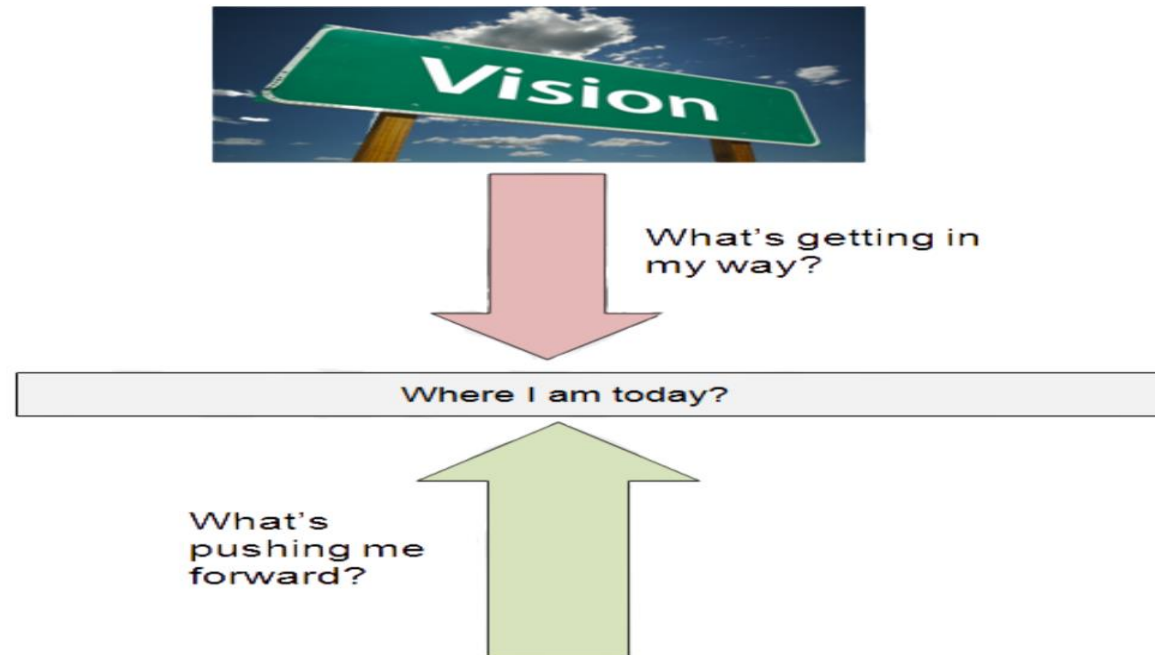 Vision
What's getting in
my way?
Where I am today?
What's
pushing me
forward?